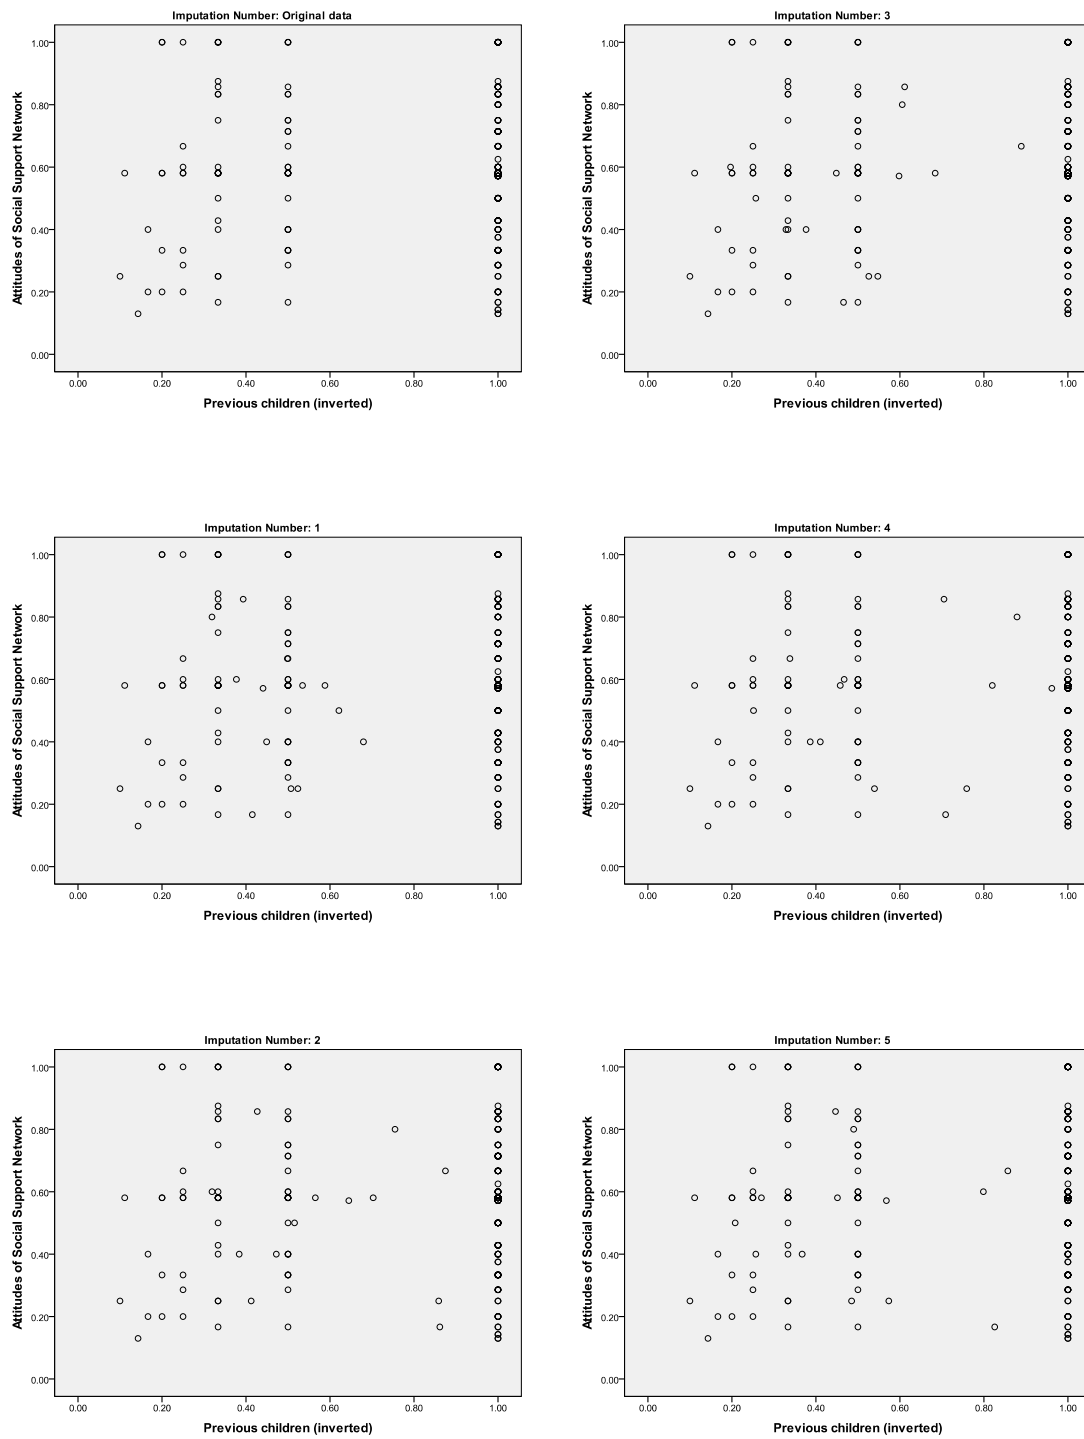 Imputation Number: Original data
Attitudes of Social Support Network
1.00
0.80
0.60
0.40
0.20
0.00
0.00 0.20 0.40 0.60 0.80 1.00
Previous children (inverted)
Imputation Number: 3
Attitudes of Social Support Network
1.00
0.80
0.60
0.40
0.20
0.00
0.00 0.20 0.40 0.60 0.80 1.00
Previous children (inverted)
Imputation Number: 1
Attitudes of Social Support Network
1.00
0.80
0.60
0.40
0.20
0.00
0.00 0.20 0.40 0.60 0.80 1.00
Previous children (inverted)
Imputation Number: 4
Attitudes of Social Support Network
1.00
0.80
0.60
0.40
0.20
0.00
0.00 0.20 0.40 0.60 0.80 1.00
Previous children (inverted)
Imputation Number: 2
Attitudes of Social Support Network
1.00
0.80
0.60
0.40
0.20
0.00
0.00 0.20 0.40 0.60 0.80 1.00
Previous children (inverted)
Imputation Number: 5
Attitudes of Social Support Network
1.00
0.80
0.60
0.40
0.20
0.00
0.00 0.20 0.40 0.60 0.80 1.00
Previous children (inverted)